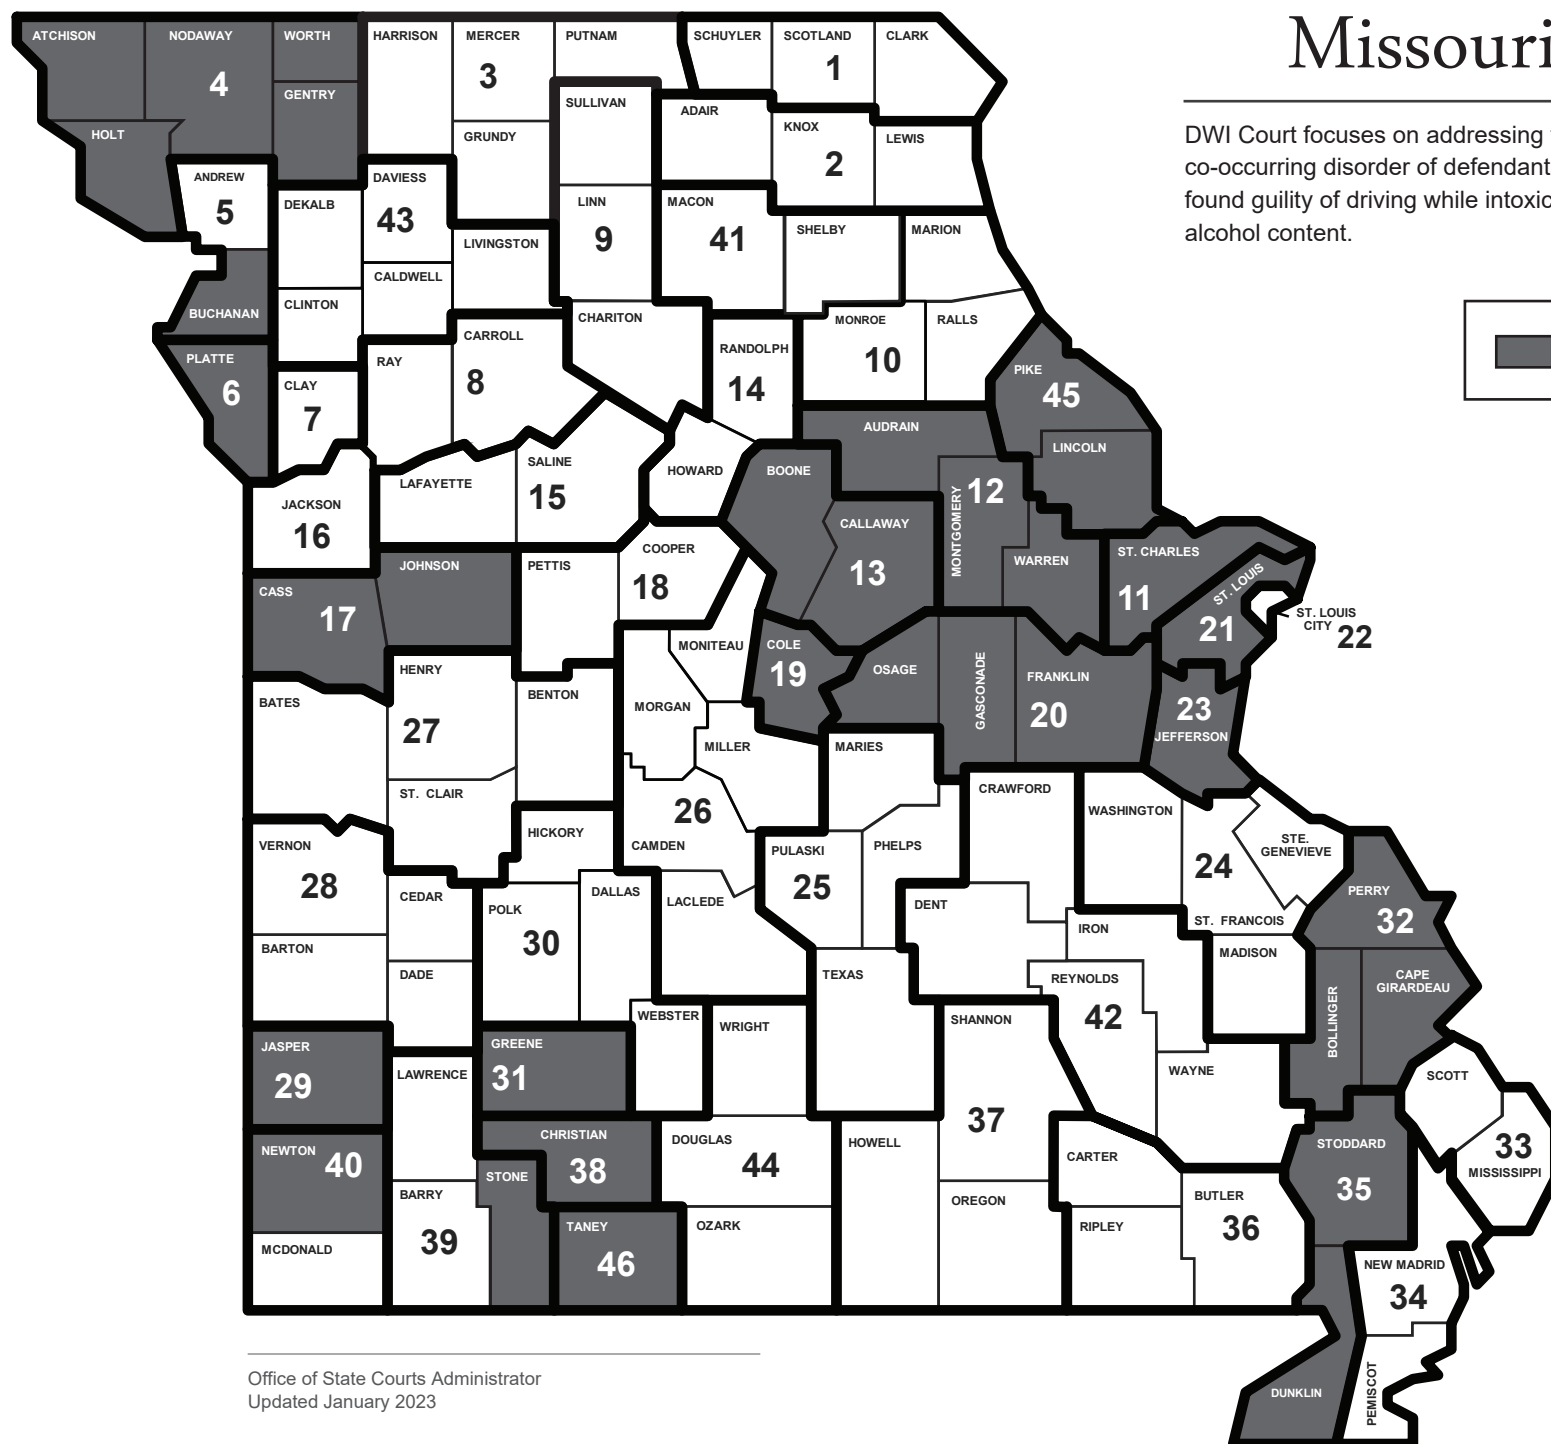 Missouri
DWI Court focuses on addressing
co-occurring disorder of defendant
found guility of driving while intoxic
alcohol content.
ATCHISON
NODAWAY
WORTH
HARRISON
MERCER
PUTNAM
SCHUYLER
SCOTLAND
CLARK
4
3
1
GENTRY
SULLIVAN
ADAIR
KNOX
LEWIS
HOLT
GRUNDY
2
ANDREW
5
DEKALB
DAVIESS
43
LINN
9
MACON
41
SHELBY
MARION
LIVINGSTON
CALDWELL
BUCHANAN
CLINTON
CHARITON
MONROE
RALLS
10
PLATTE
6
CLAY
7
RAY
CARROLL
8
RANDOLPH
14
PIKE
45
AUDRAIN
LINCOLN
JACKSON
16
LAFAYETTE
SALINE
15
HOWARD
BOONE
CALLAWAY
13
MONTGOMERY
12
WARREN
ST. CHARLES
11
ST. LOUIS
21
ST. LOUIS
CITY
22
CASS
17
JOHNSON
PETTIS
COOPER
18
MONITEAU
COLE
19
OSAGE
GASCONADE
FRANKLIN
20
23
JEFFERSON
BATES
HENRY
27
BENTON
MORGAN
MILLER
MARIES
ST. CLAIR
CRAWFORD
WASHINGTON
26
CAMDEN
HICKORY
STE.
GENEVIEVE
24
ST. FRANCOIS
VERNON
28
CEDAR
POLK
30
DALLAS
LACLEDE
PULASKI
25
PHELPS
DENT
IRON
MADISON
PERRY
32
BARTON
DADE
TEXAS
REYNOLDS
42
BOLLINGER
CAPE
GIRARDEAU
JASPER
29
LAWRENCE
GREENE
31
WEBSTER
WRIGHT
SHANNON
37
WAYNE
SCOTT
33
MISSISSIPPI
NEWTON
40
CHRISTIAN
38
STONE
DOUGLAS
44
HOWELL
CARTER
STODDARD
35
BARRY
39
MCDONALD
TANEY
46
OZARK
OREGON
RIPLEY
BUTLER
36
NEW MADRID
34
DUNKLIN
PEMISCOT
Office of State Courts Administrator
Updated January 2023